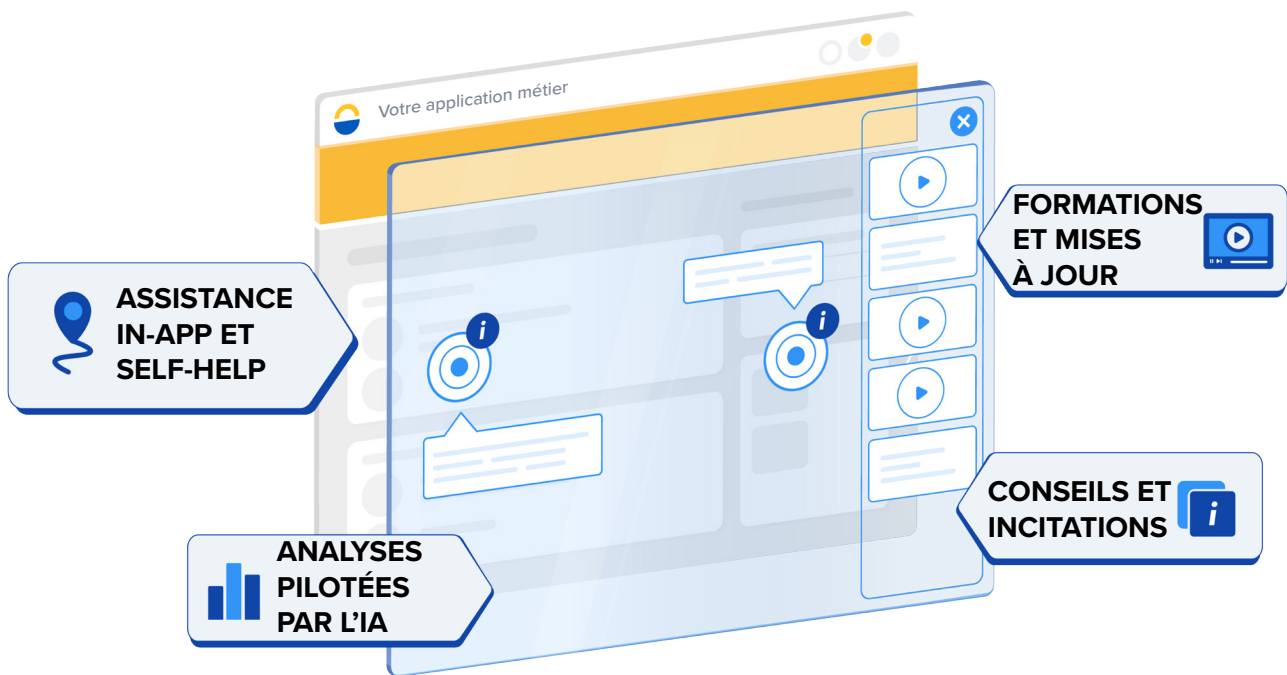 Votre application métier
FORMATIONS
ET MISES
À JOUR
ASSISTANCE
IN-APP ET
SELF-HELP
i
i
CONSEILS ET
INCITATIONS
i
ANALYSES
PILOTÉES
PAR L’IA